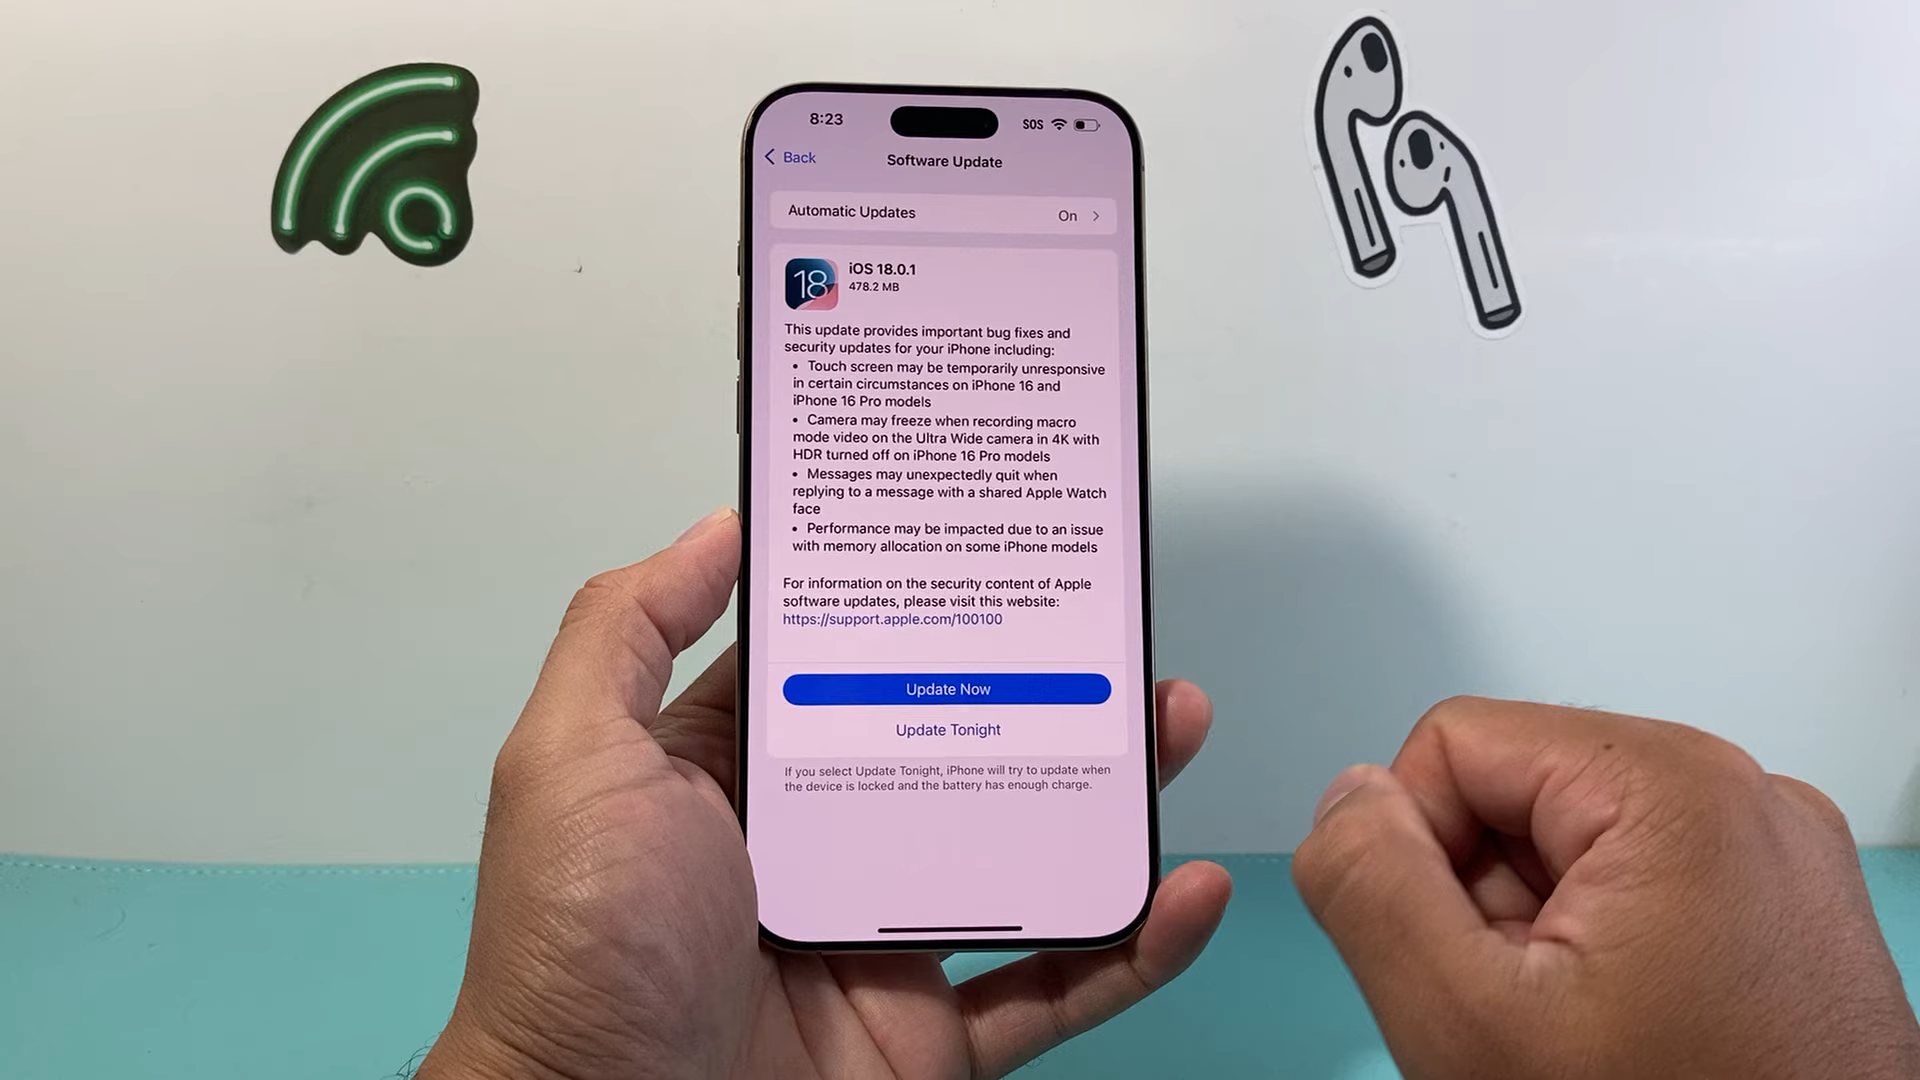 8:23
SOS
Back
Software Update
Automatic Updates
On
18
iOS 18.0.1
478.2 MB
This update provides important bug fixes and
security updates for your iPhone including:
• Touch screen may be temporarily unresponsive
in certain circumstances on iPhone 16 and
iPhone 16 Pro models
• Camera may freeze when recording macro
mode video on the Ultra Wide camera in 4K with
HDR turned off on iPhone 16 Pro models
• Messages may unexpectedly quit when
replying to a message with a shared Apple Watch
face
• Performance may be impacted due to an issue
with memory allocation on some iPhone models
For information on the security content of Apple
software updates, please visit this website:
https://support.apple.com/100100
Update Now
Update Tonight
If you select Update Tonight, iPhone will try to update when
the device is locked and the battery has enough charge.